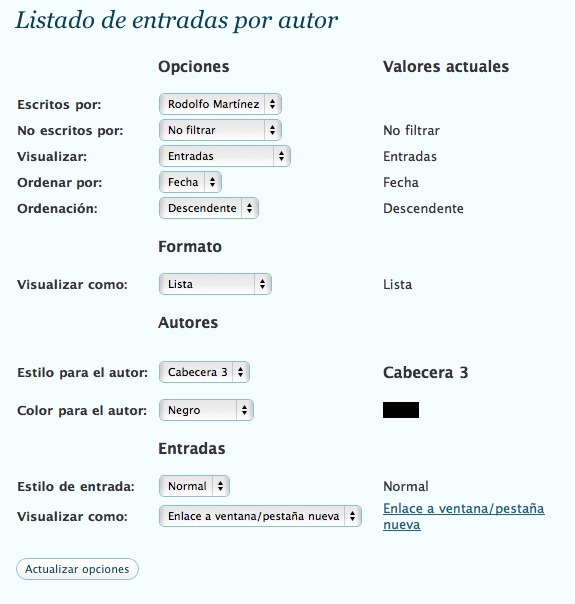 Listado de entradas por autor
Opciones Valores actuales
Escritos por: Rodolfo Martínez
No escritos por: No filtrar No filtrar
Visualizar: Entradas Entradas
Ordenar por: Fecha Fecha
Ordenación: Descendente Descendente
Formato
Visualizar como: Lista Lista
Autores
Estilo para el autor: Cabecera 3 Cabecera 3
Color para el autor: Negro
Entradas
Estilo de entrada: Normal Normal
Visualizar como: Enlace a ventana/pestaña nueva Enlace a ventana/pestaña
nueva
Actualizar opciones